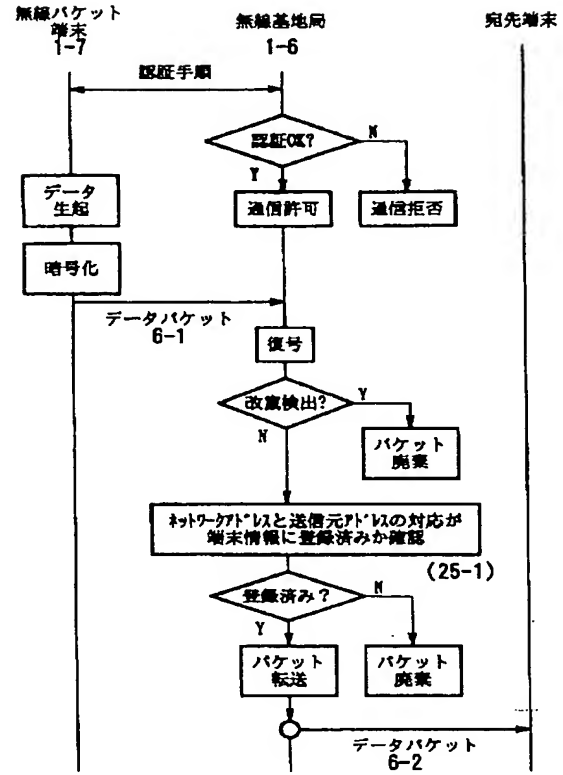 無線パケット
端末
1-7
無線基地局
1-6
宛先端末
認証手順
認証OK?
N
Y
データ
生起
通信許可
通信拒否
暗号化
データパケット
6-1
復号
改竄検出?
Y
N
パケット
廃棄
ネットワークアドレスと送信元アドレスの対応が
端末情報に登録済みか確認
(25-1)
登録済み?
N
Y
パケット
転送
パケット
廃棄
データパケット
6-2